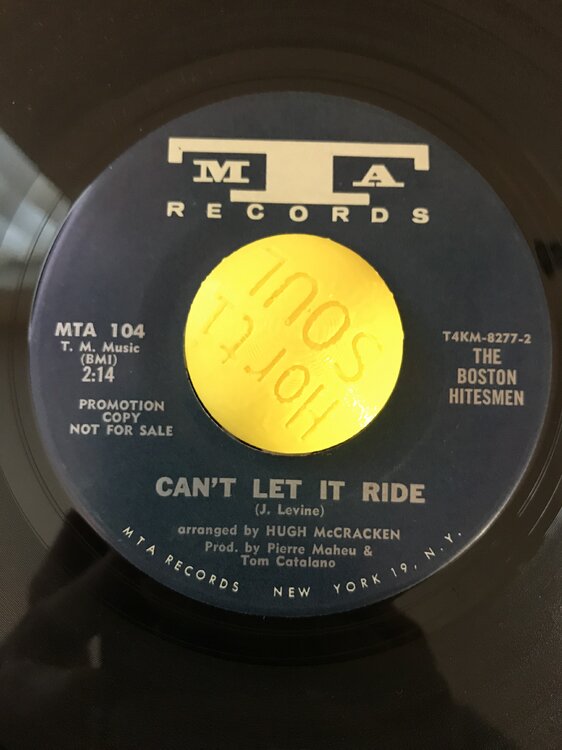 M T A
RECORDS
Horti
SOUL
MTA 104
T. M. Music
(BMI)
2:14
PROMOTION
COPY
NOT FOR SALE
T4KM-8277-2
THE
BOSTON
HITESMEN
CAN'T LET IT RIDE
(J. Levine)
arranged by HUGH McCRACKEN
Prod. by Pierre Maheu &
Tom Catalano
MTA RECORDS NEW YORK 19, N.Y.